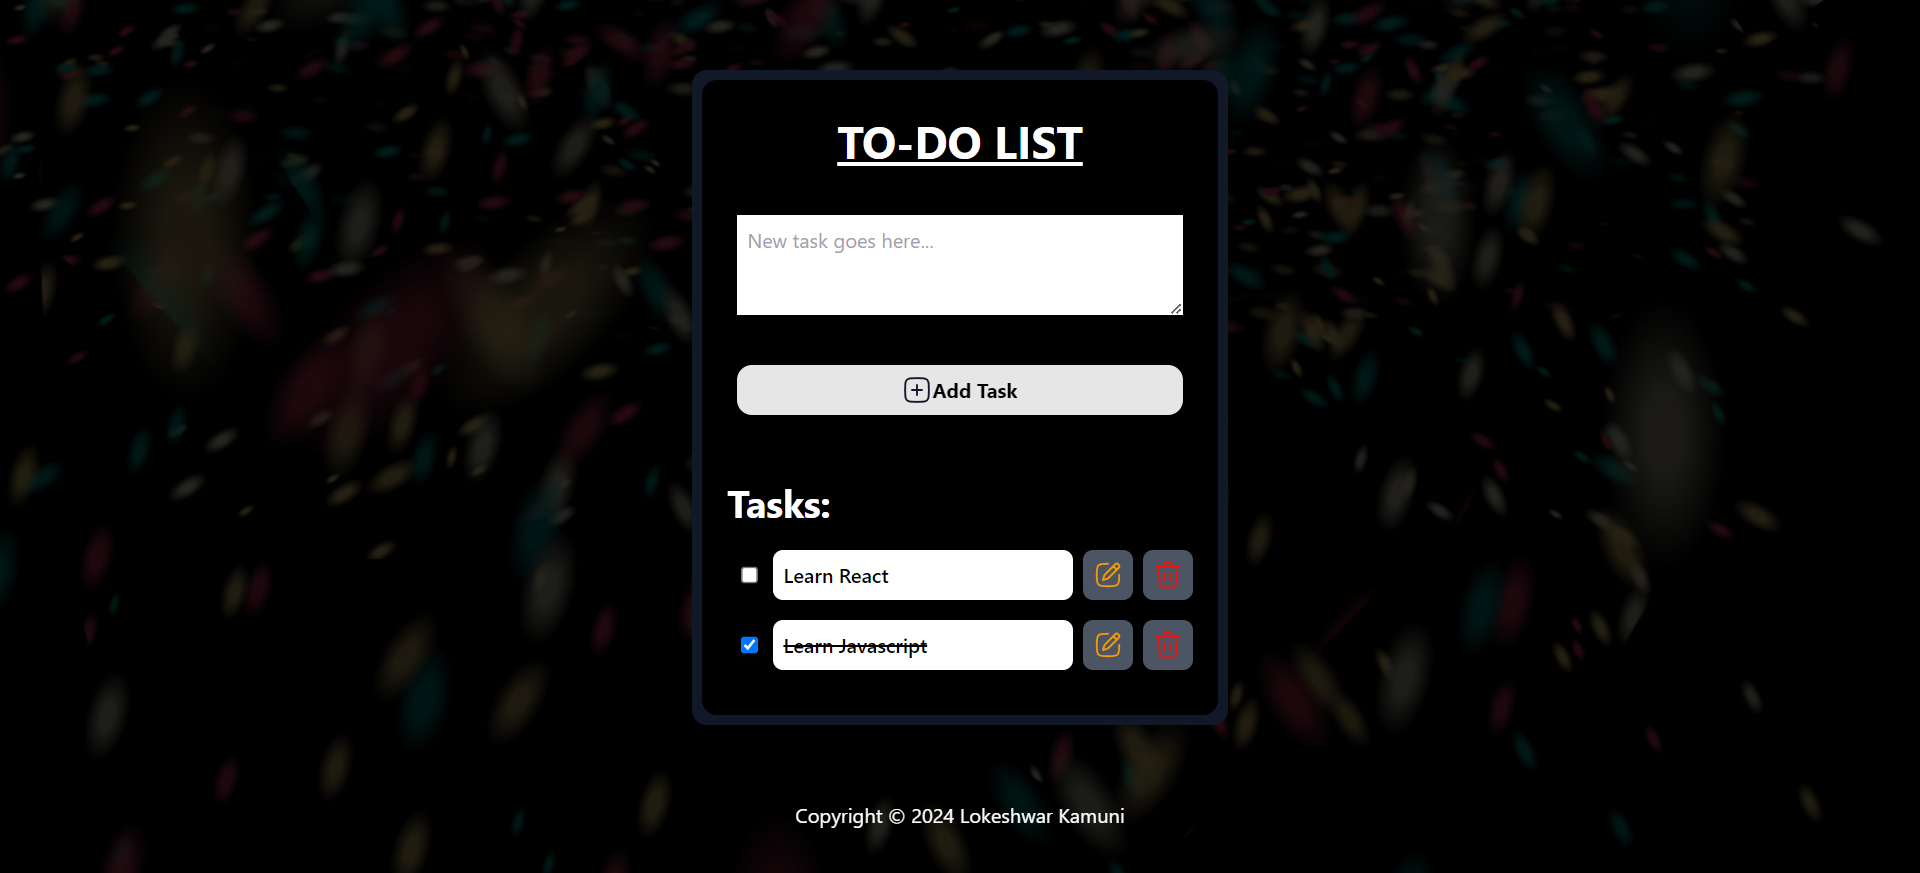 TO-DO LIST
New task goes here...
Add Task
Tasks:
Learn React
Learn Javascript
Copyright © 2024 Lokeshwar Kamuni